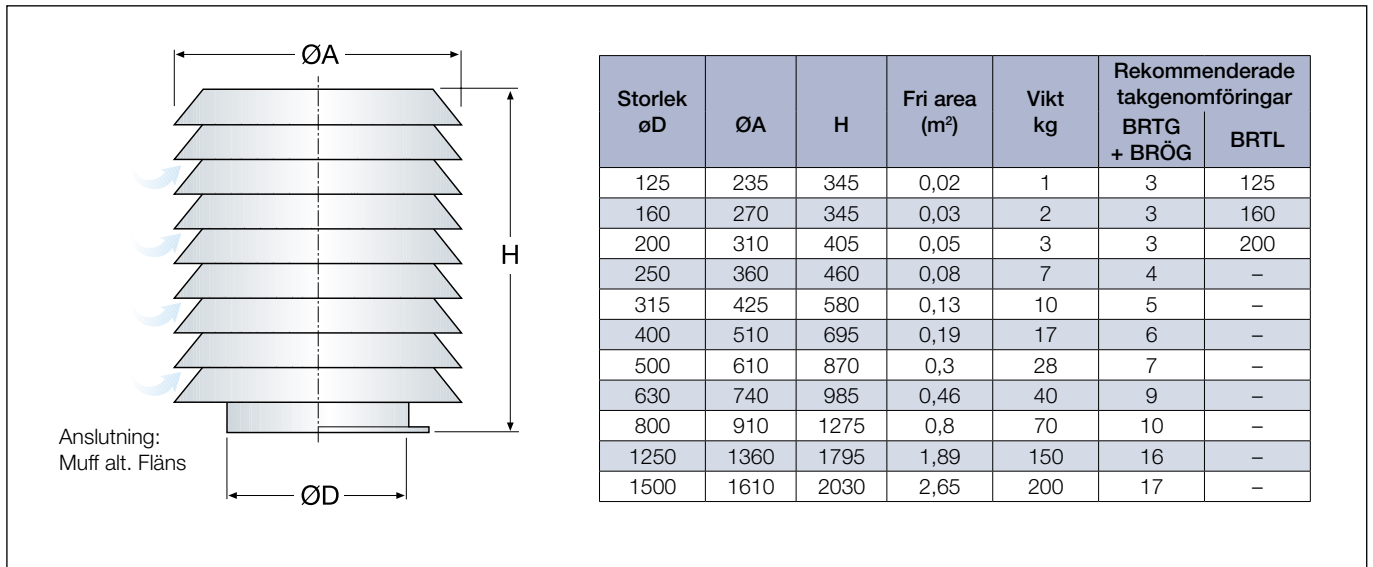 ØA
H
Anslutning:
Muff alt. Fläns
ØD
Storlek øD ØA H Fri area (m²) Vikt kg Rekommenderade takgenomföringar
BRTG + BRÖG BRTL
125 235 345 0,02 1 3 125
160 270 345 0,03 2 3 160
200 310 405 0,05 3 3 200
250 360 460 0,08 7 4 –
315 425 580 0,13 10 5 –
400 510 695 0,19 17 6 –
500 610 870 0,3 28 7 –
630 740 985 0,46 40 9 –
800 910 1275 0,8 70 10 –
1250 1360 1795 1,89 150 16 –
1500 1610 2030 2,65 200 17 –